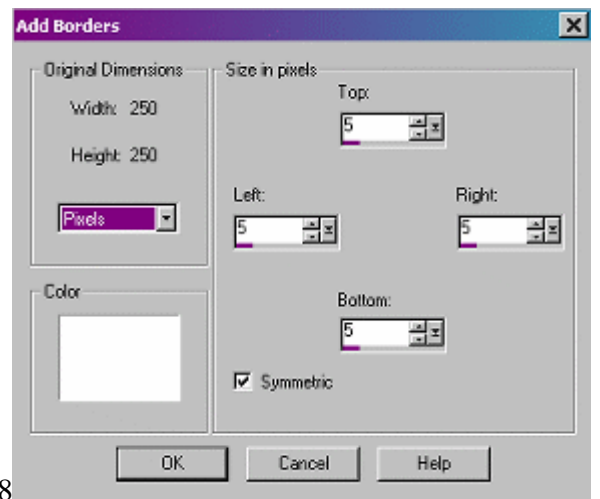 Add Borders
Original Dimensions
Width: 250
Height: 250
Pixels
Color
Size in pixels
Top:
5
Left:
5
Right:
5
Bottom:
5
Symmetric
OK
Cancel
Help
8